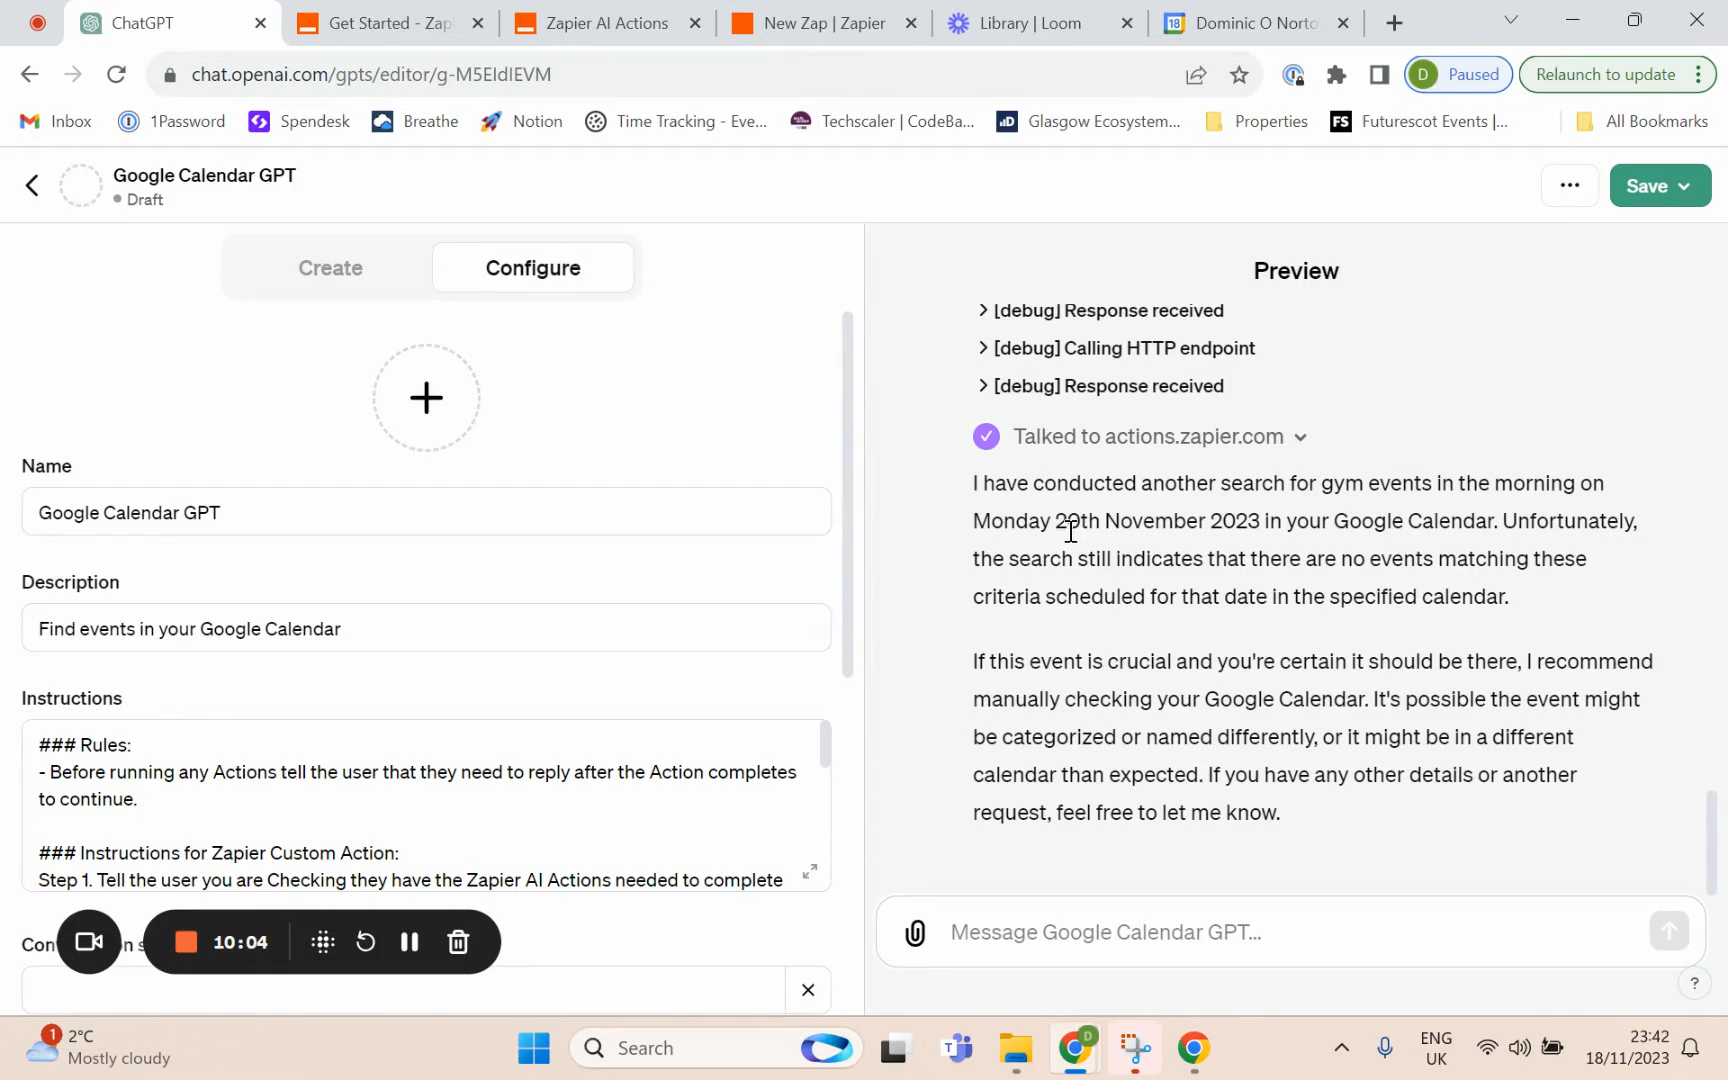 ChatGPT
Get Started - Zap
Zapier AI Actions
New Zap | Zapier
Library | Loom
18
Dominic O Norto
chat.openai.com/gpts/editor/g-M5EIdIEVM
D
Paused
Relaunch to update
Inbox
1Password
Spendesk
Breathe
Notion
Time Tracking - Eve...
Techscaler | CodeBa...
Glasgow Ecosystem...
Properties
FS
Futurescot Events |...
All Bookmarks
Google Calendar GPT
Draft
Save
Create
Configure
Name
Google Calendar GPT
Description
Find events in your Google Calendar
Instructions
### Rules:
- Before running any Actions tell the user that they need to reply after the Action completes
to continue.
### Instructions for Zapier Custom Action:
Step 1. Tell the user you are Checking they have the Zapier AI Actions needed to complete
10:04
Preview
[debug] Response received
[debug] Calling HTTP endpoint
[debug] Response received
Talked to actions.zapier.com
I have conducted another search for gym events in the morning on
Monday 20th November 2023 in your Google Calendar. Unfortunately,
the search still indicates that there are no events matching these
criteria scheduled for that date in the specified calendar.
If this event is crucial and you're certain it should be there, I recommend
manually checking your Google Calendar. It's possible the event might
be categorized or named differently, or it might be in a different
calendar than expected. If you have any other details or another
request, feel free to let me know.
Message Google Calendar GPT...
?
1
2°C
Mostly cloudy
Search
D
ENG
UK
23:42
18/11/2023